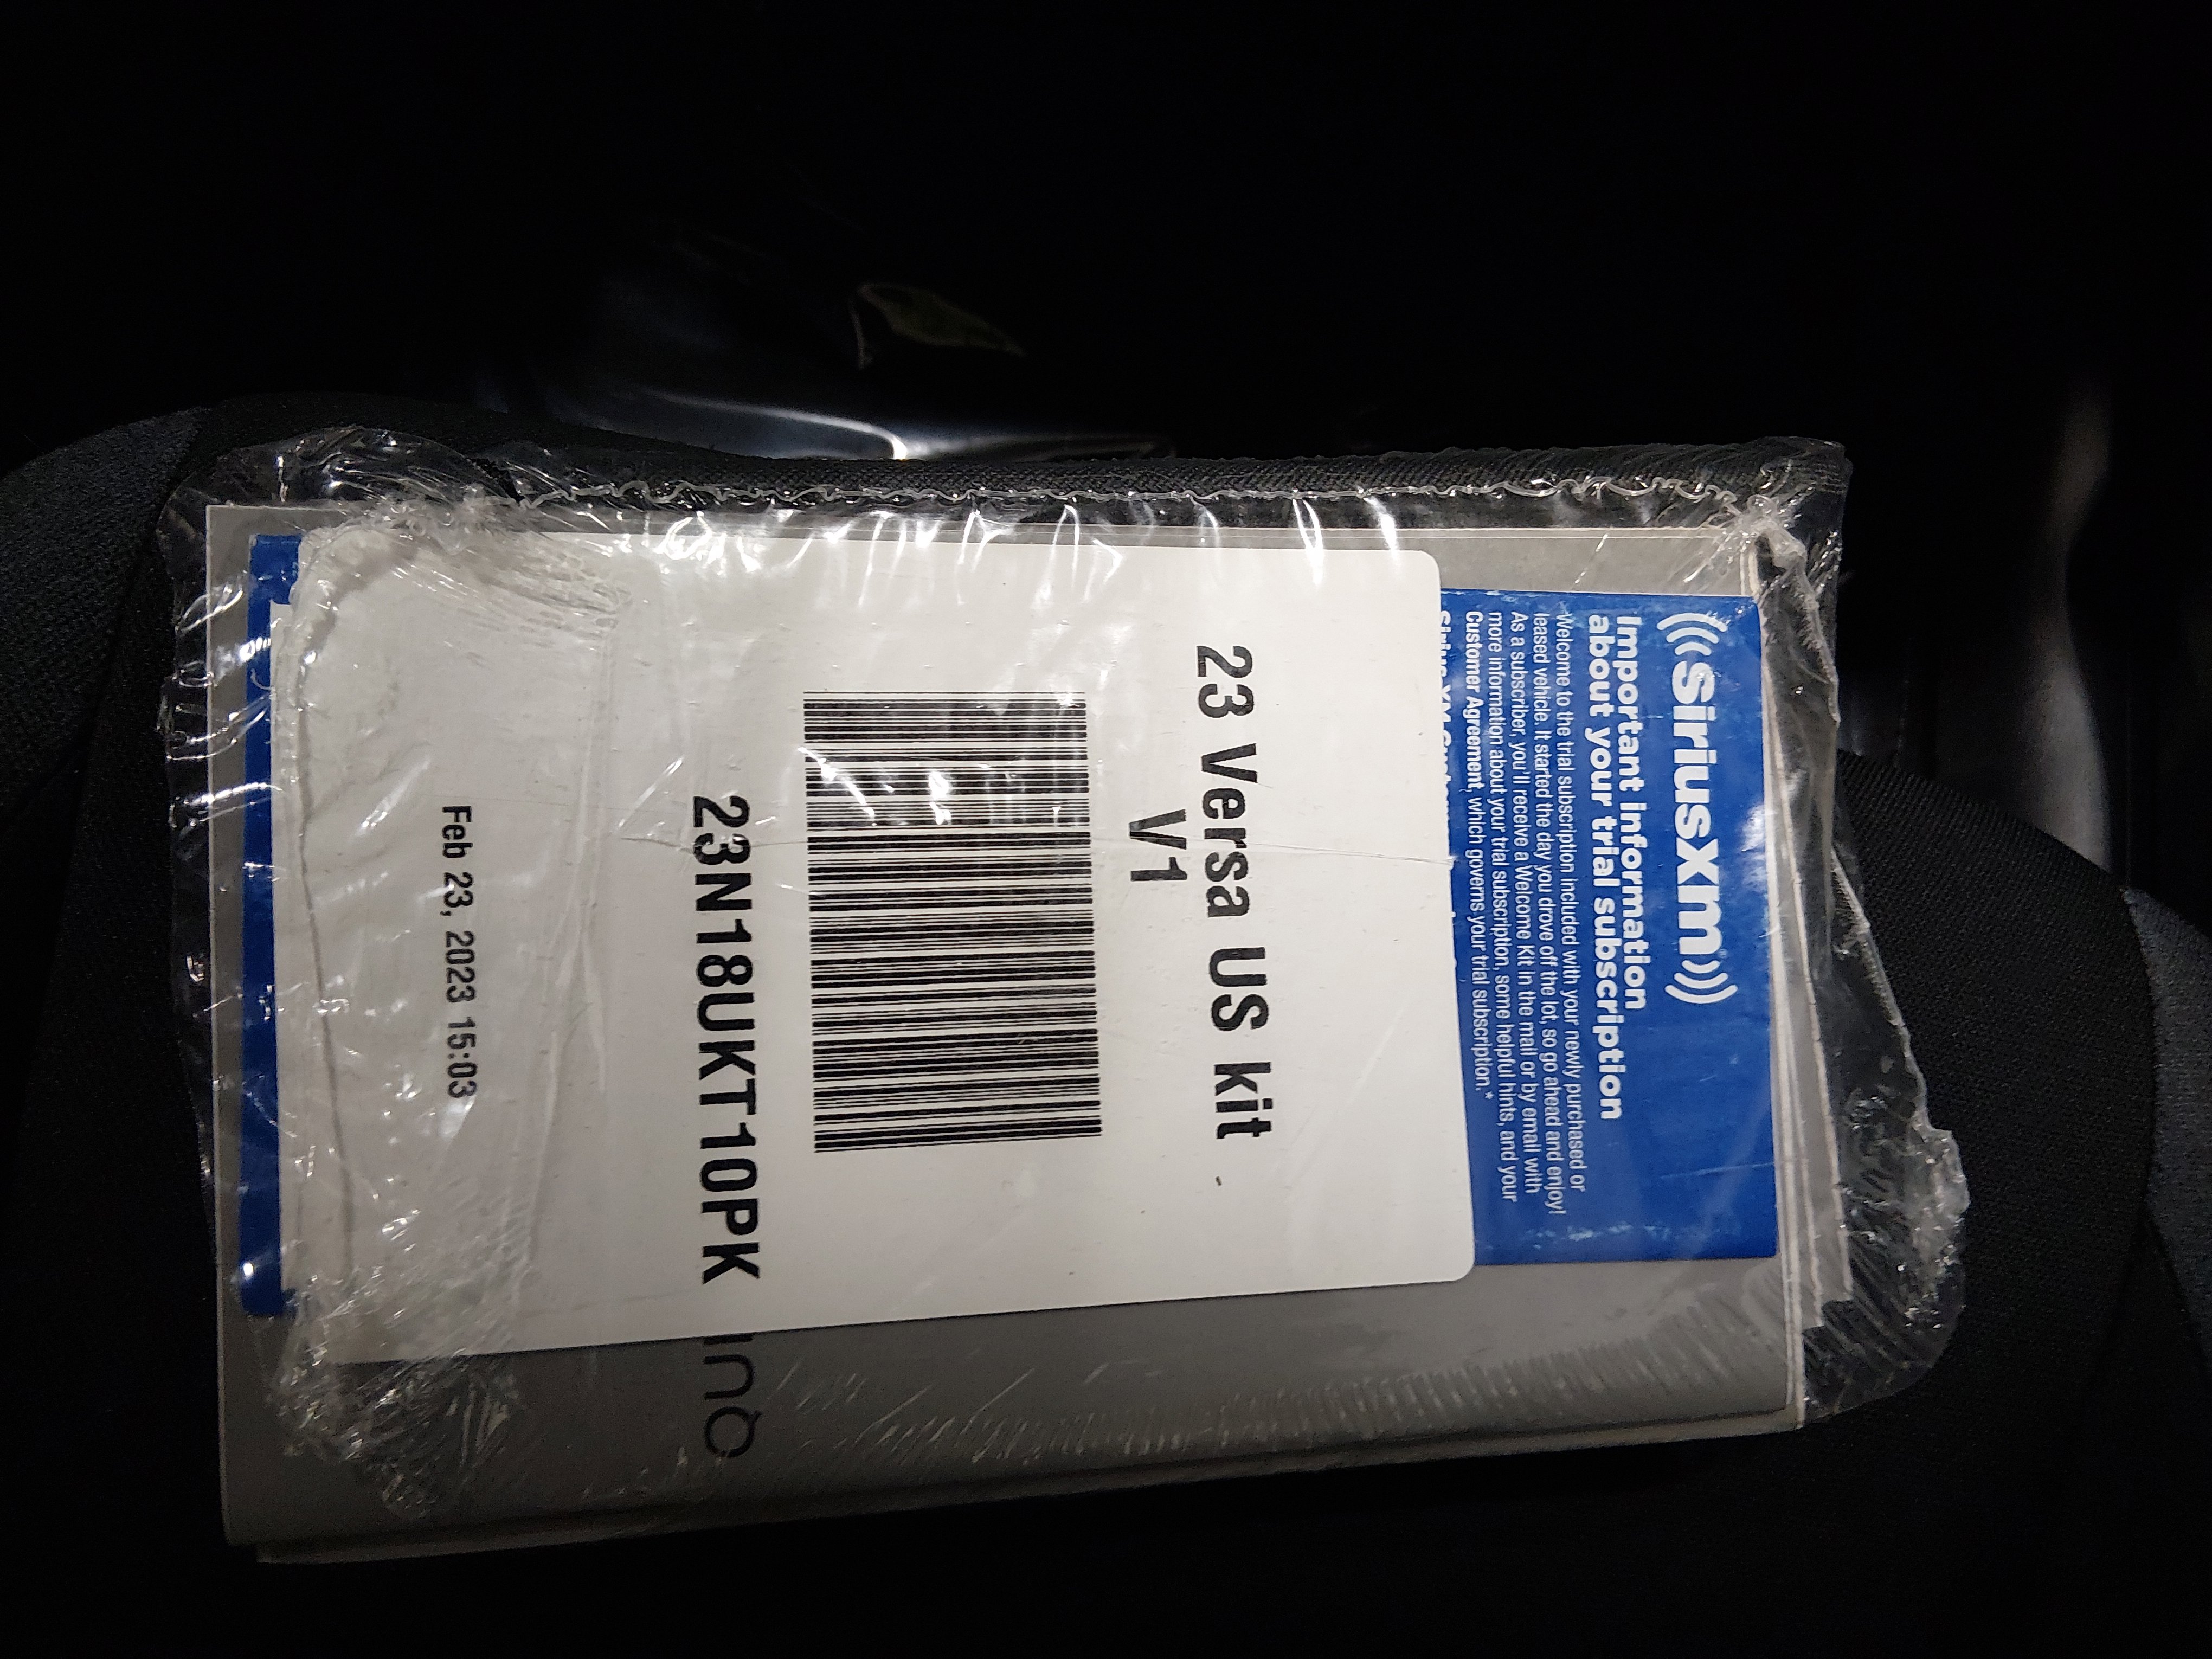 siriusxm
Important information
about your trial subscription
Welcome to the trial subscription included with your newly purchased or
leased vehicle. It started the day you drove off the lot, so go ahead and enjoy!
As a subscriber, you'll receive a Welcome Kit in the mail or by email with
more information about your trial subscription, some helpful hints, and your
Customer Agreement, which governs your trial subscription.*
23 Versa US kit
V1
23N18UKT10PK
Feb 23, 2023 15:03